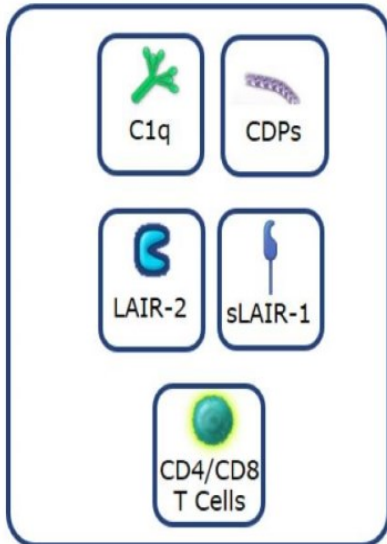 C1q
CDPs
LAIR-2
sLAIR-1
CD4/CD8
T Cells